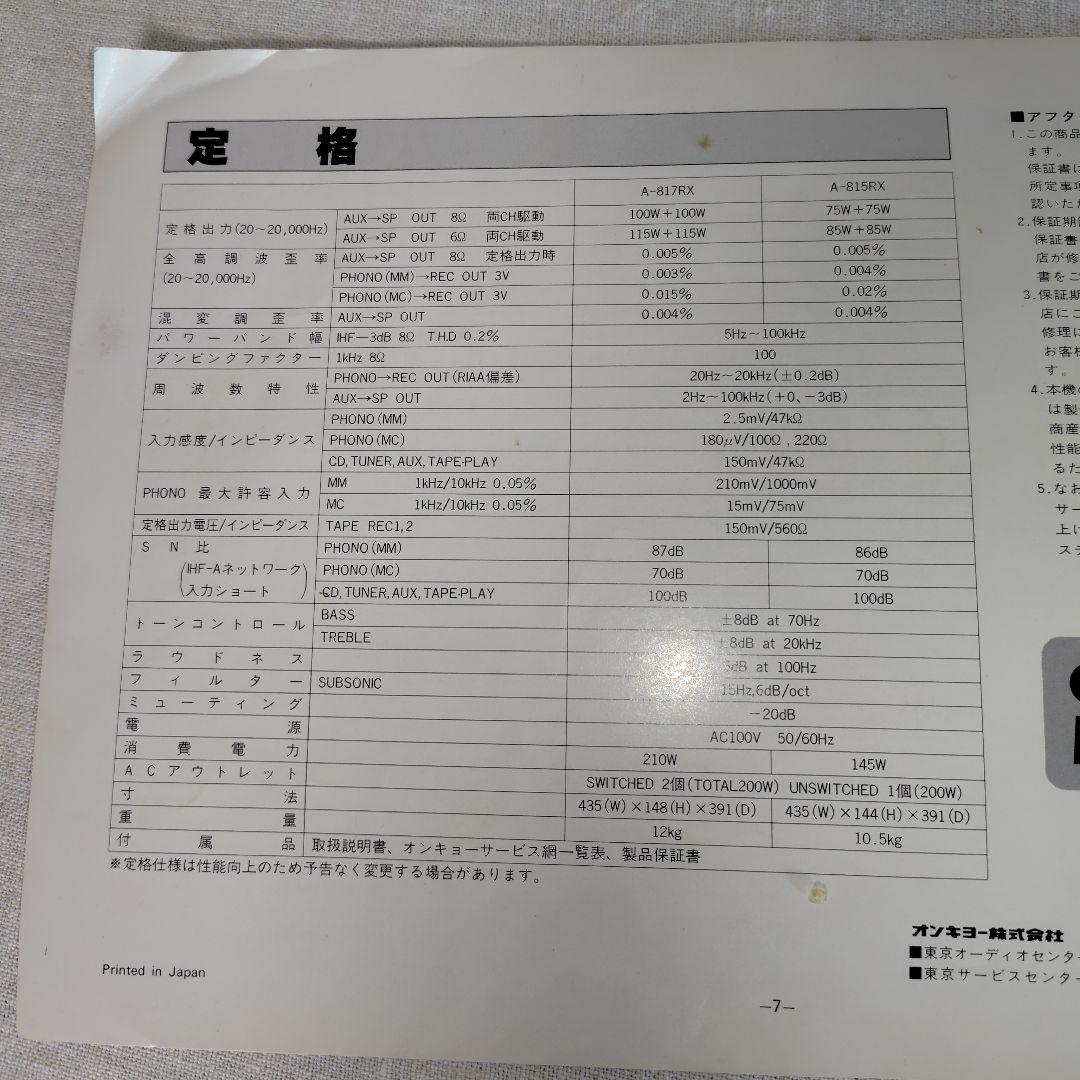 定格
A-817RX A-815RX
定格出力(20～20,000Hz) AUX→SP OUT 8Ω 両CH駆動 100W+100W 75W+75W
AUX→SP OUT 6Ω 両CH駆動 115W+115W 85W+85W
全高調波歪率 AUX→SP OUT 8Ω 定格出力時 0.005% 0.005%
(20～20,000Hz) PHONO(MM)→REC OUT 3V 0.003% 0.004%
PHONO(MC)→REC OUT 3V 0.015% 0.02%
混変調歪率 AUX→SP OUT 0.004% 0.004%
パワーバンド幅 IHF―3dB 8Ω T.H.D 0.2% 5Hz～100kHz
ダンピングファクター 1kHz 8Ω 100
周波数特性 PHONO→REC OUT(RIAA偏差) 20Hz～20kHz(±0.2dB)
AUX→SP OUT 2Hz～100kHz(+0,−3dB)
入力感度/インピーダンス PHONO(MM) 2.5mV/47kΩ
PHONO(MC) 180μV/100Ω,220Ω
CD,TUNER,AUX,TAPE-PLAY 150mV/47kΩ
PHONO 最大許容入力 MM 1kHz/10kHz 0.05% 210mV/1000mV
MC 1kHz/10kHz 0.05% 15mV/75mV
定格出力電圧/インピーダンス TAPE REC1,2 150mV/560Ω
SN比 PHONO(MM) 87dB 86dB
(IHF-Aネットワーク PHONO(MC) 70dB 70dB
入力ショート) CD,TUNER,AUX,TAPE-PLAY 100dB 100dB
トーンコントロール BASS ±8dB at 70Hz
TREBLE ±8dB at 20kHz
ラウドネス at 100Hz
フィルター SUBSONIC 15Hz,6dB/oct
ミューティング −20dB
電源 AC100V 50/60Hz
消費電力 210W 145W
ACアウトレット SWITCHED 2個(TOTAL200W) UNSWITCHED 1個(200W)
寸法 435(W)×148(H)×391(D) 435(W)×144(H)×391(D)
重量 12kg 10.5kg
付属品 取扱説明書、オンキョーサービス網一覧表、製品保証書
※定格仕様は性能向上のため予告なく変更する場合があります。
Printed in Japan
―7―
■アフタ
1.この商品
ます。
保証書は
所定事項
認いただ
2.保証期間
保証書
店が修
書をご
3.保証期
店にこ
修理に
お客様
す。
4.本機の
は製
商産
性能
るた
5.なお
サー
上げ
ステ
オンキヨー株式会社
■東京オーディオセンター
■東京サービスセンター